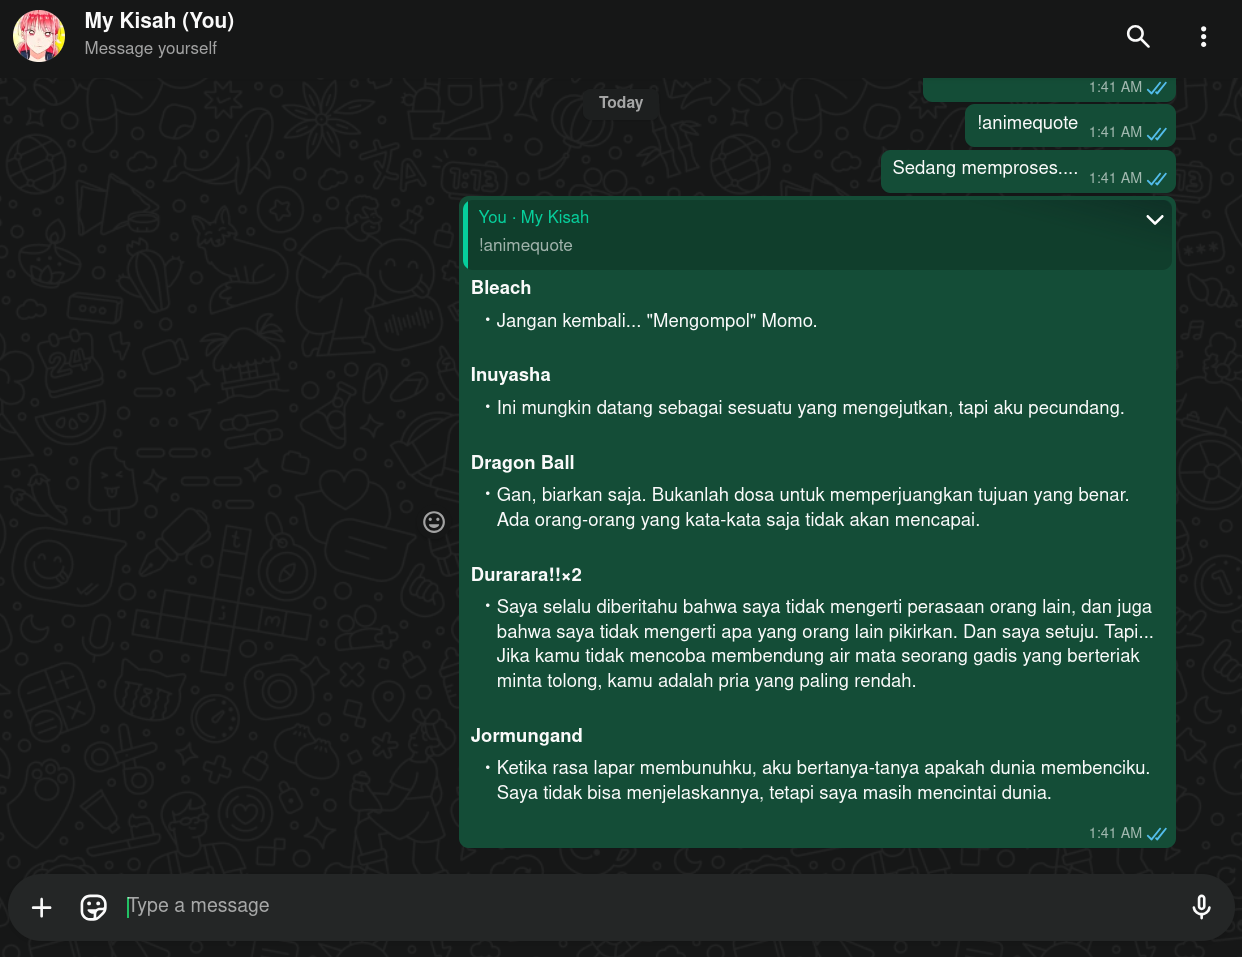 My Kisah (You)
Message yourself
Today
1:41 AM
!animequote
1:41 AM
Sedang memproses....
1:41 AM
You · My Kisah
!animequote
Bleach
• Jangan kembali... "Mengompol" Momo.
Inuyasha
• Ini mungkin datang sebagai sesuatu yang mengejutkan, tapi aku pecundang.
Dragon Ball
• Gan, biarkan saja. Bukanlah dosa untuk memperjuangkan tujuan yang benar.
Ada orang-orang yang kata-kata saja tidak akan mencapai.
Durarara!!×2
• Saya selalu diberitahu bahwa saya tidak mengerti perasaan orang lain, dan juga
bahwa saya tidak mengerti apa yang orang lain pikirkan. Dan saya setuju. Tapi...
Jika kamu tidak mencoba membendung air mata seorang gadis yang berteriak
minta tolong, kamu adalah pria yang paling rendah.
Jormungand
• Ketika rasa lapar membunuhku, aku bertanya-tanya apakah dunia membenciku.
Saya tidak bisa menjelaskannya, tetapi saya masih mencintai dunia.
1:41 AM
Type a message